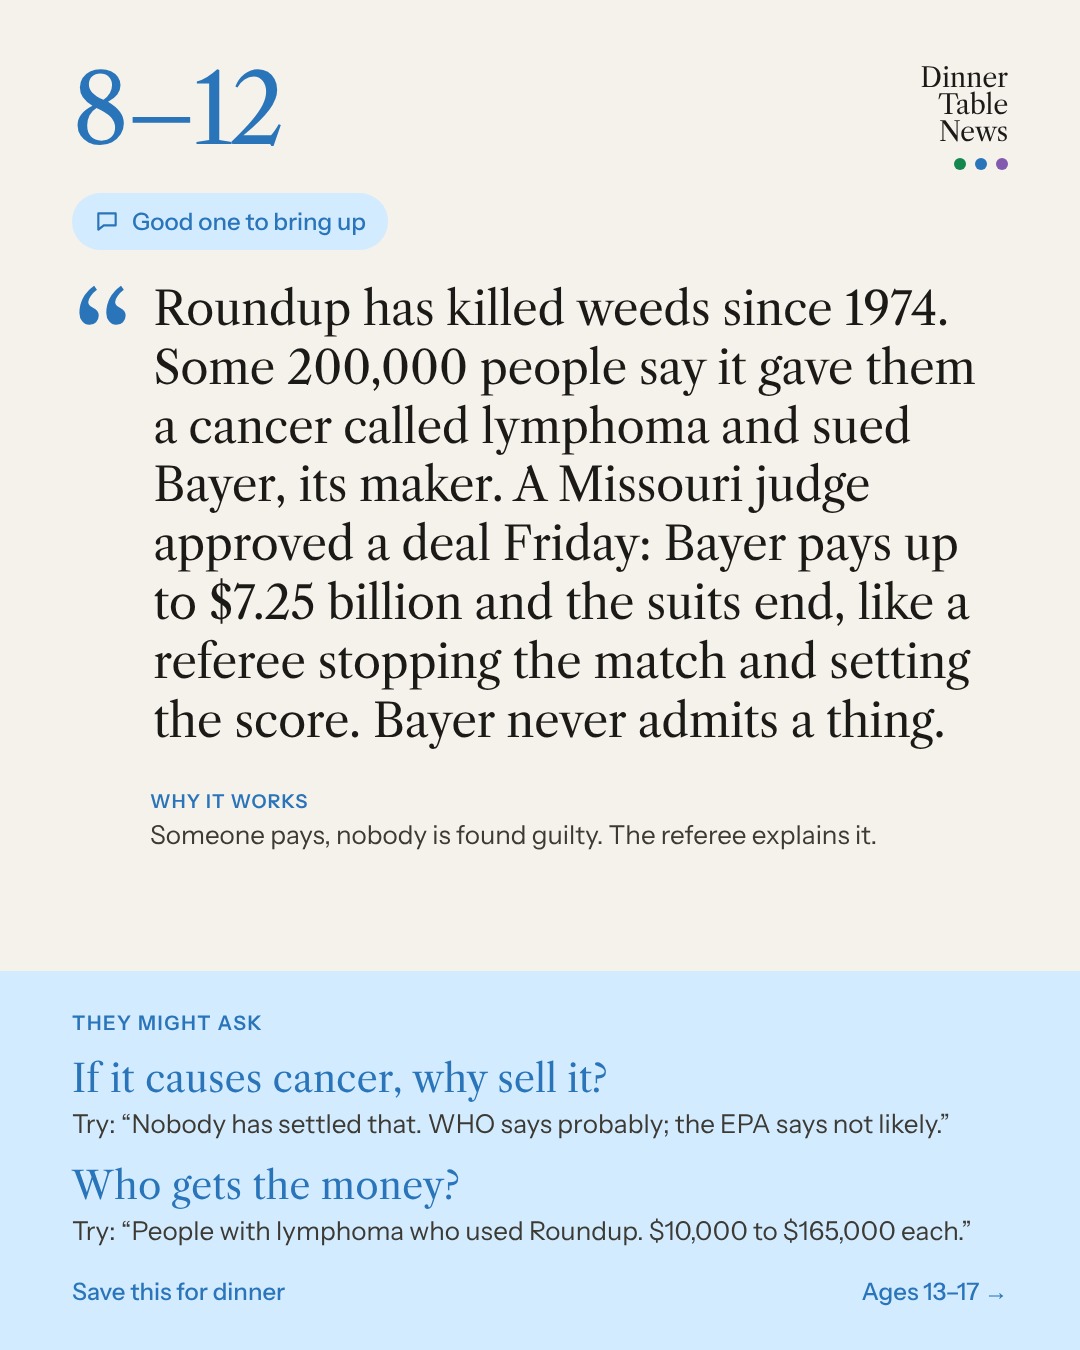 8–12
Dinner
Table
News
Good one to bring up
“Roundup has killed weeds since 1974.
Some 200,000 people say it gave them
a cancer called lymphoma and sued
Bayer, its maker. A Missouri judge
approved a deal Friday: Bayer pays up
to $7.25 billion and the suits end, like a
referee stopping the match and setting
the score. Bayer never admits a thing.
WHY IT WORKS
Someone pays, nobody is found guilty. The referee explains it.
THEY MIGHT ASK
If it causes cancer, why sell it?
Try: “Nobody has settled that. WHO says probably; the EPA says not likely.”
Who gets the money?
Try: “People with lymphoma who used Roundup. $10,000 to $165,000 each.”
Save this for dinner
Ages 13–17 →